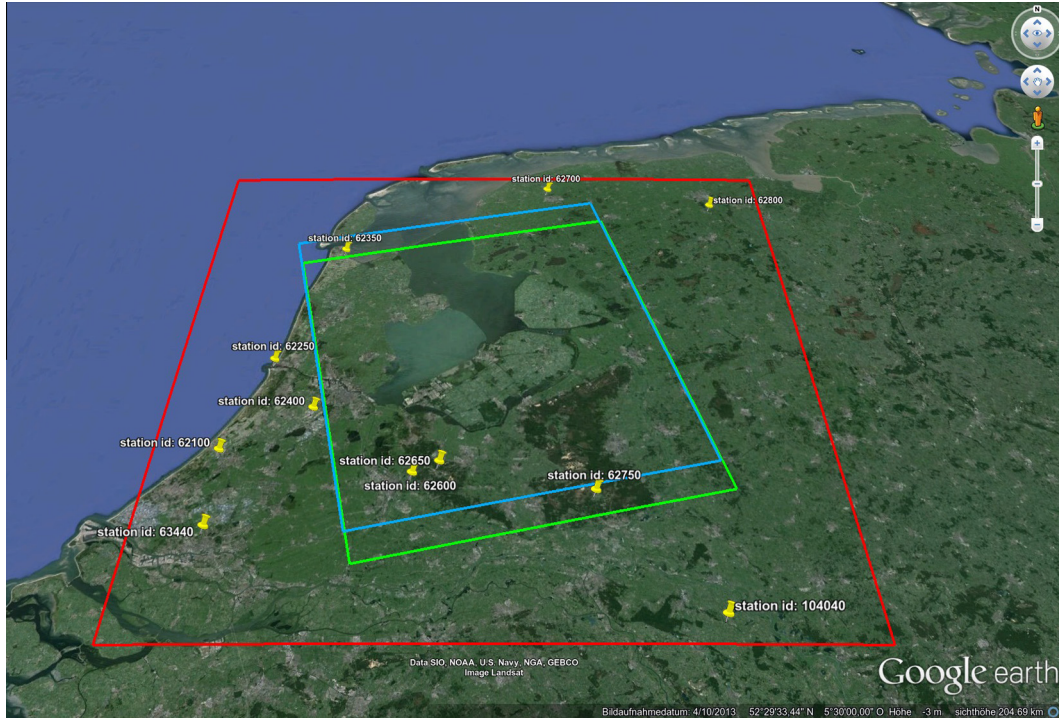 N
station id: 62700
station id: 62800
station id: 62350
station id: 62250
station id: 62400
station id: 62100
station id: 62650
station id: 62750
station id: 62600
station id: 63440
station id: 104040
Data SIO, NOAA, U.S. Navy, NGA, GEBCO
Image Landsat
Google earth
Bildaufnahmedatum: 4/10/2013 52°29'33.44" N 5°30'00.00" O Höhe -3 m sichthöhe 204.69 km